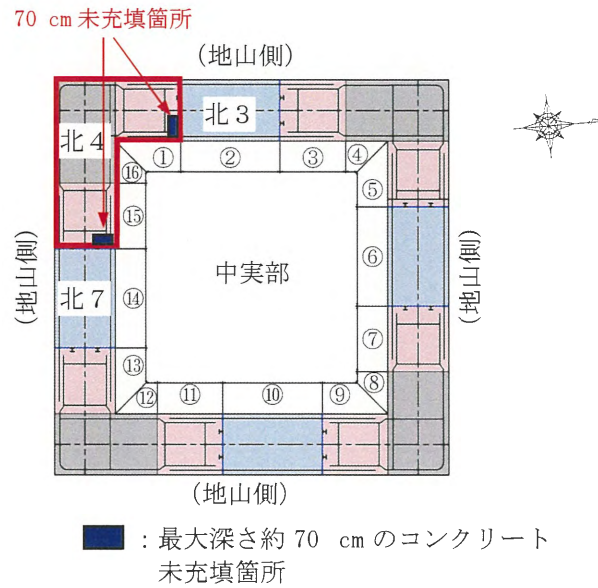 70 cm 未充填箇所
(地山側)
北3
北4
① ② ③ ④
⑯ ⑤
⑮
(地山側)
中実部
⑥
(地山側)
北7
⑭
⑦
⑬
⑧
⑫ ⑪ ⑩ ⑨
(地山側)
:最大深さ約 70 cm のコンクリート
未充填箇所